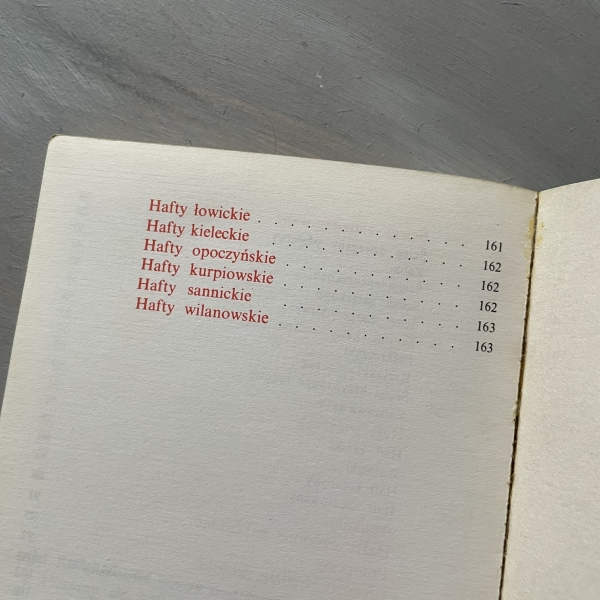 Hafty łowickie . . . . . . . . . . . 161
Hafty kieleckie . . . . . . . . . . . 162
Hafty opoczyńskie . . . . . . . . . . 162
Hafty kurpiowskie . . . . . . . . . . 162
Hafty sannickie . . . . . . . . . . . 163
Hafty wilanowskie . . . . . . . . . . 163